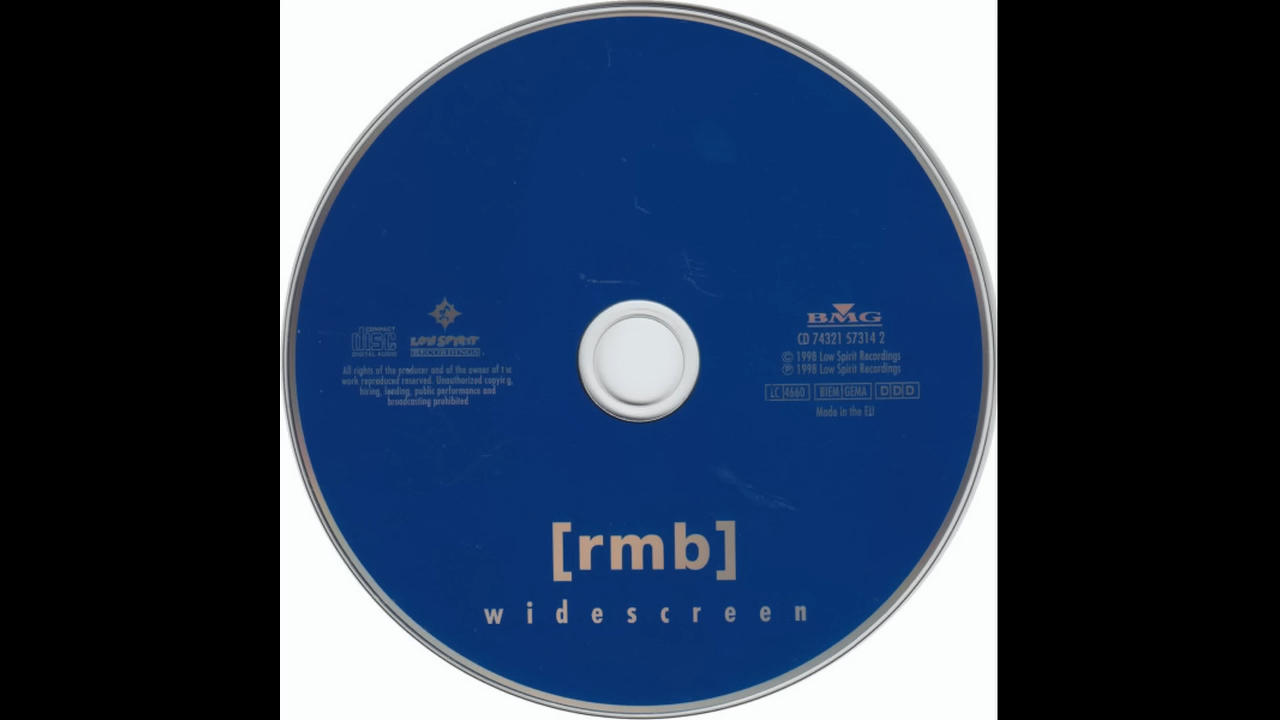 COMPACT
disc
DIGITAL AUDIO
LOW SPIRIT
RECORDINGS
All rights of the producer and of the owner of the
work reproduced reserved. Unauthorized copying,
hiring, lending, public performance and
broadcasting prohibited
BMG
CD 74321 57314 2
© 1998 Low Spirit Recordings
℗ 1998 Low Spirit Recordings
LC 4660 BIEM GEMA DDD
Made in the EU
[rmb]
widescreen